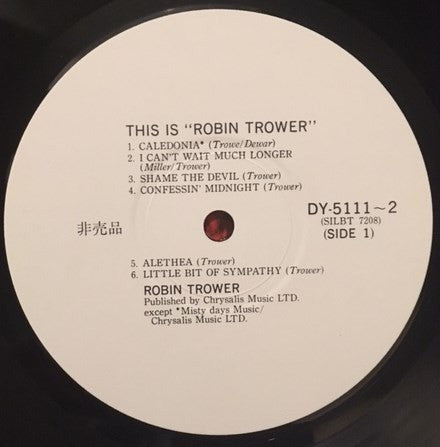 THIS IS "ROBIN TROWER"
1. CALEDONIA* (Trowe/Dewar)
2. I CAN'T WAIT MUCH LONGER
(Miller/Trower)
3. SHAME THE DEVIL (Trower)
4. CONFESSIN' MIDNIGHT (Trower)
非売品
DY-5111~2
(SILBT 7208)
(SIDE 1)
5. ALETHEA (Trower)
6. LITTLE BIT OF SYMPATHY (Trower)
ROBIN TROWER
Published by Chrysalis Music LTD.
except *Misty days Music/
Chrysalis Music LTD.